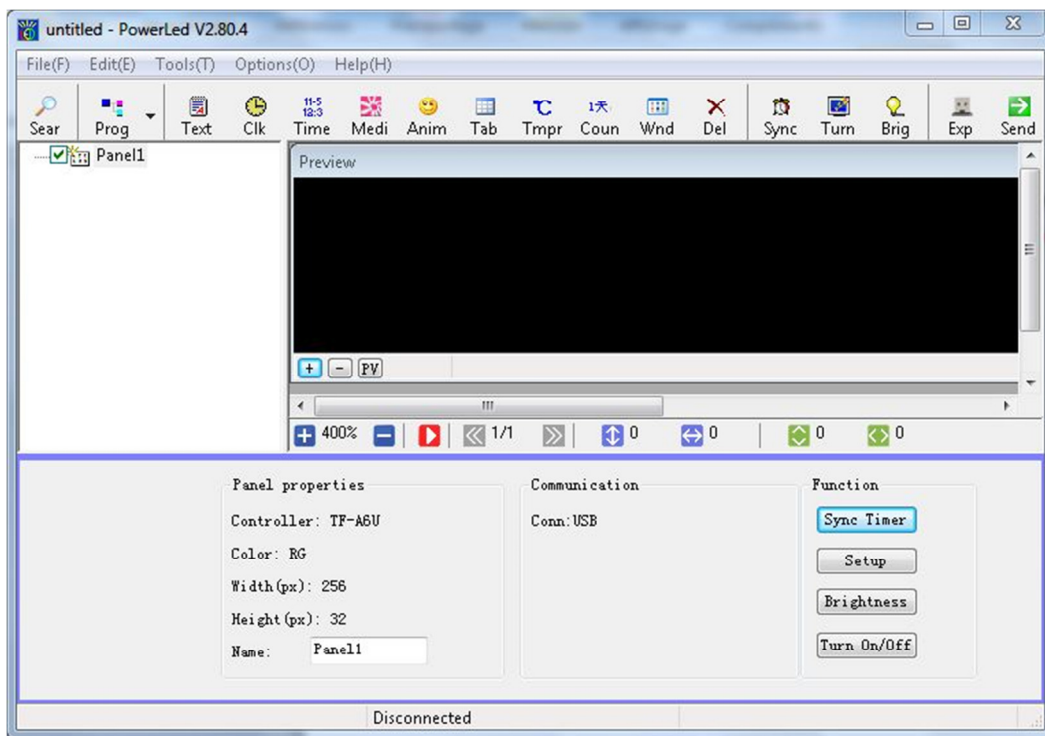 untitled - PowerLed V2.80.4
File(F) Edit(E) Tools(T) Options(O) Help(H)
11-5
12:3
1天
Sear Prog Text Clk Time Medi Anim Tab Tmpr Coun Wnd Del Sync Turn Brig Exp Send
Panel1
Preview
+ - PV
400% 1/1 0 0 0 0
Panel properties
Controller: TF-A6U
Color: RG
Width(px): 256
Height(px): 32
Name: Panel1
Communication
Conn:USB
Function
Sync Timer
Setup
Brightness
Turn On/Off
Disconnected